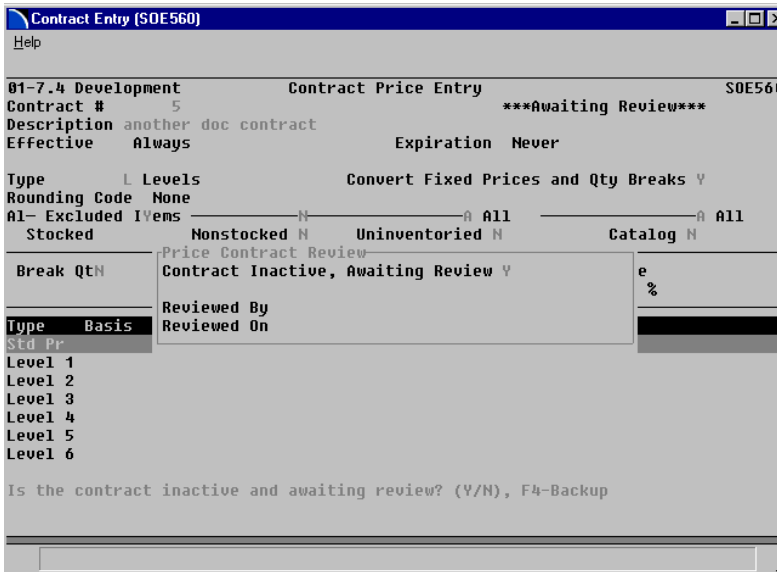 Contract Entry (SOE560)
Help
01-7.4 Development Contract Price Entry SOE560
Contract # 5 ***Awaiting Review***
Description another doc contract
Effective Always Expiration Never
Type L Levels Convert Fixed Prices and Qty Breaks Y
Rounding Code None
Al- Excluded IYems N A All A All
Stocked Nonstocked N Uninventoried N Catalog N
Price Contract Review
Break QtN Contract Inactive, Awaiting Review Y e
%
Reviewed By
Type Basis Reviewed On
Std Pr
Level 1
Level 2
Level 3
Level 4
Level 5
Level 6
Is the contract inactive and awaiting review? (Y/N), F4-Backup